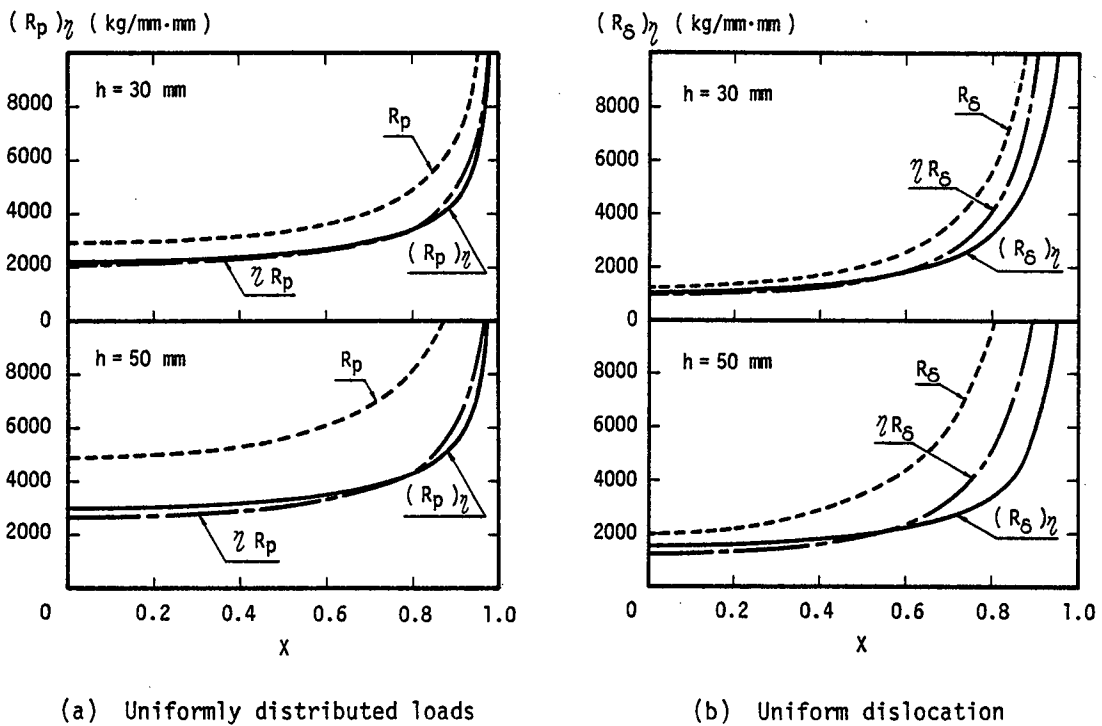 (Rp)η (kg/mm·mm)
h = 30 mm
8000
6000
4000
2000
0
Rp
(Rp)η
ηRp
h = 50 mm
8000
6000
4000
2000
0
Rp
(Rp)η
ηRp
0.2 0.4 0.6 0.8 1.0
X
(a) Uniformly distributed loads
(Rδ)η (kg/mm·mm)
h = 30 mm
8000
6000
4000
2000
0
Rδ
ηRδ
(Rδ)η
h = 50 mm
8000
6000
4000
2000
0
Rδ
ηRδ
(Rδ)η
0.2 0.4 0.6 0.8 1.0
X
(b) Uniform dislocation